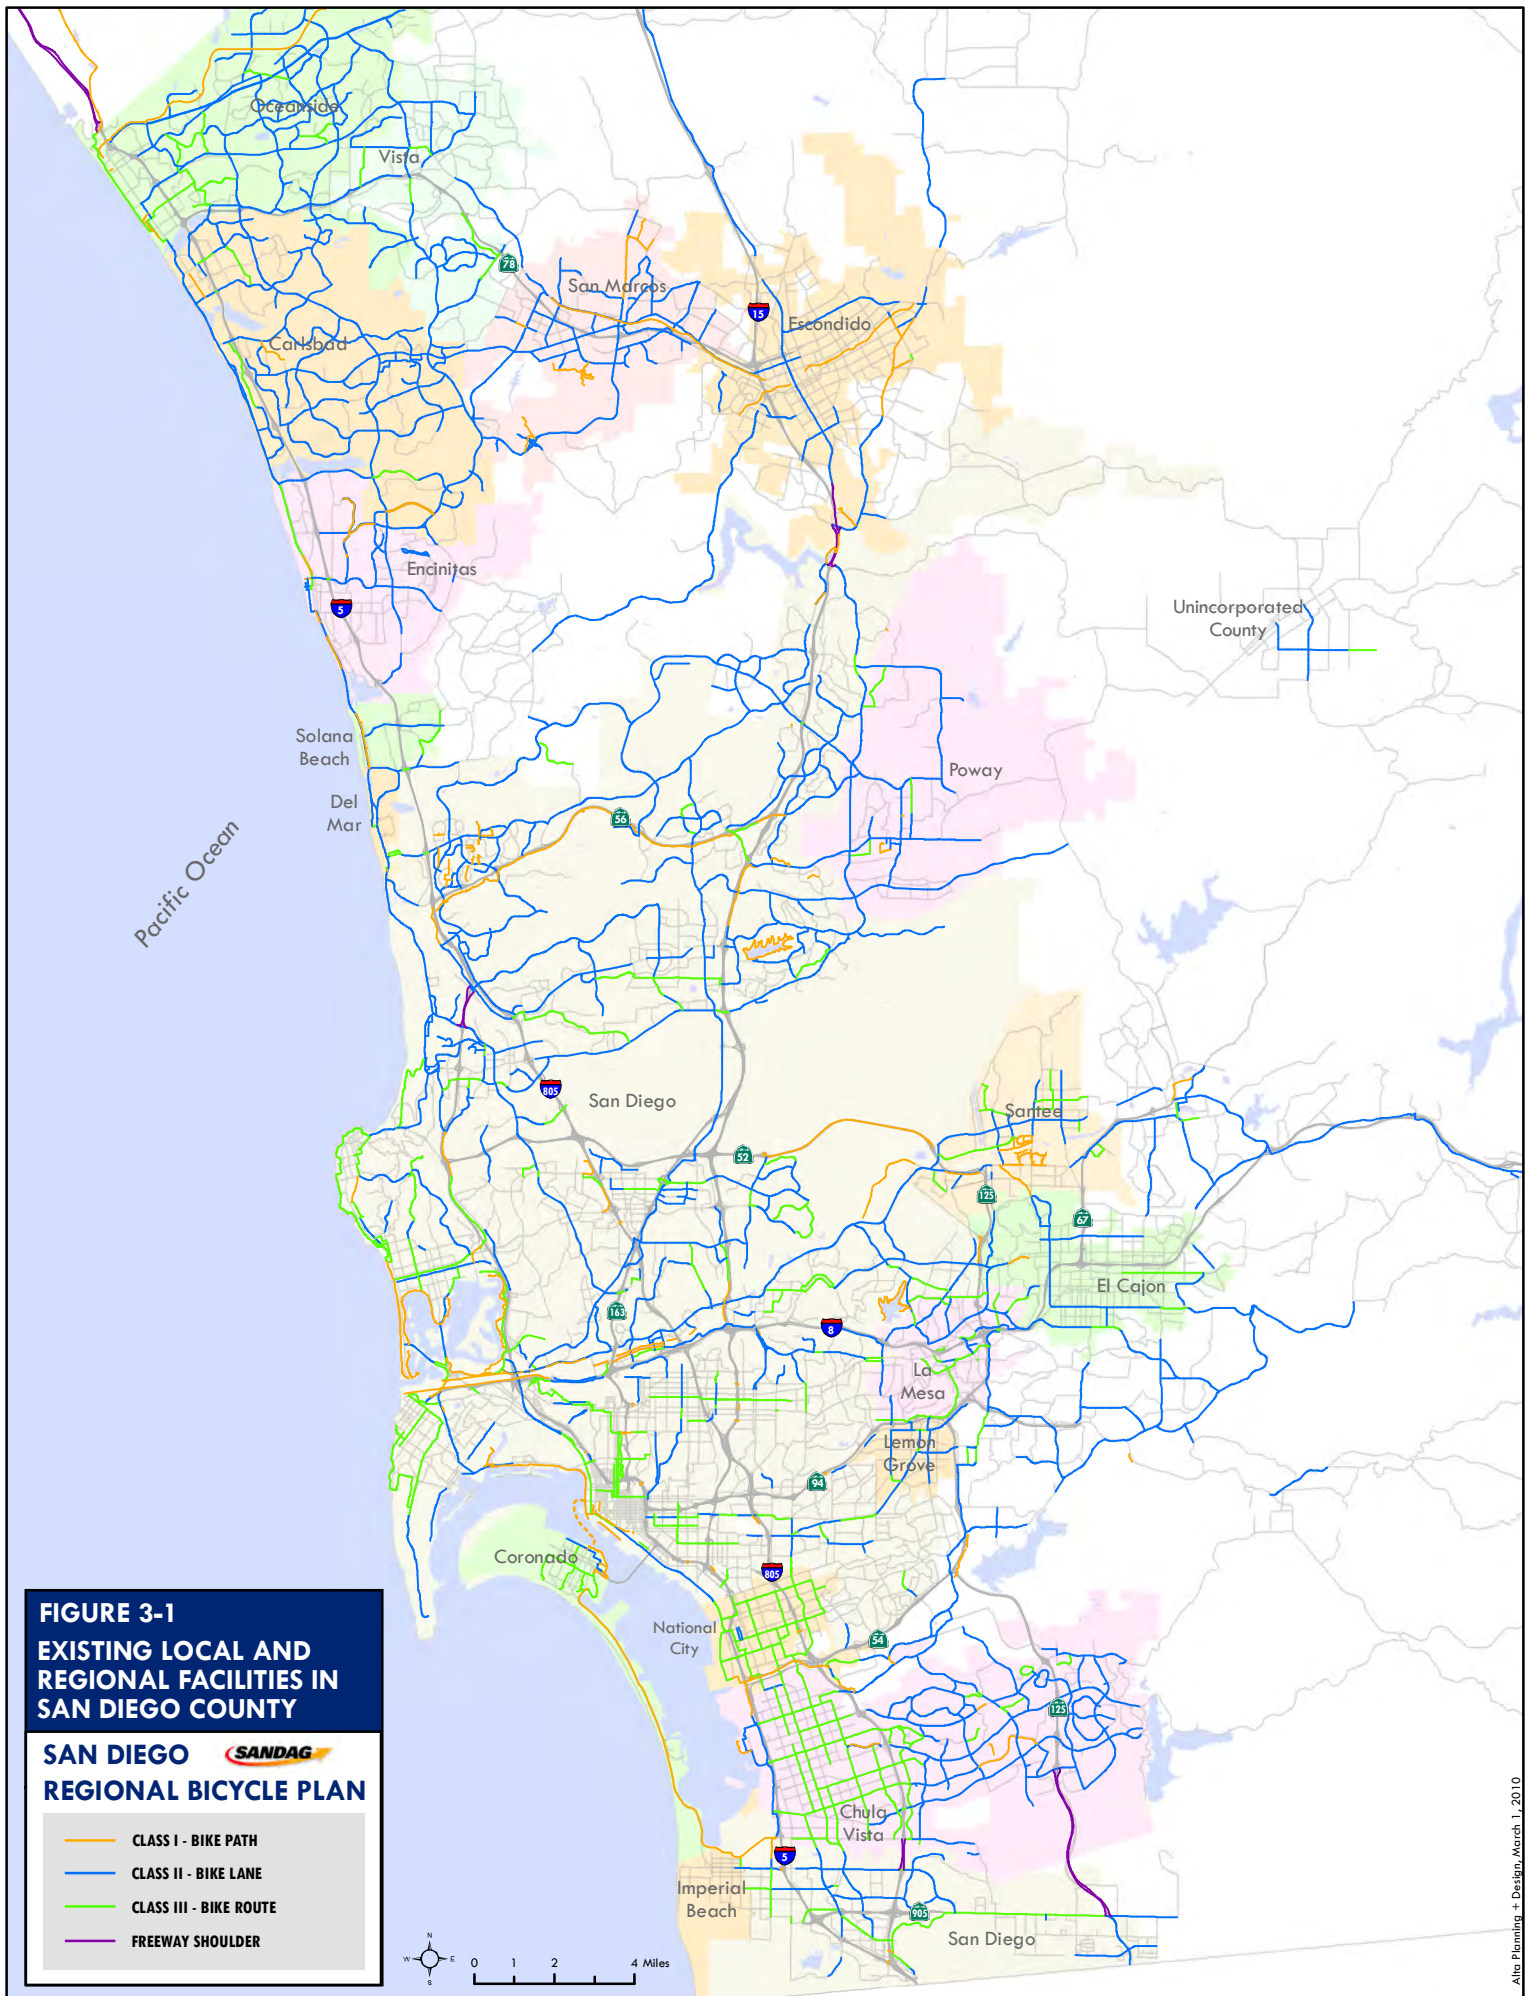 Oceanside
Vista
78
San Marcos
15
Escondido
Carlsbad
Encinitas
5
Unincorporated
County
Solana
Beach
Del
Mar
Poway
56
Pacific Ocean
805
San Diego
Santee
52
125
67
El Cajon
163
8
La
Mesa
Lemon
Grove
94
Coronado
805
National
City
54
125
Chula
Vista
5
Imperial
Beach
905
San Diego
FIGURE 3-1
EXISTING LOCAL AND
REGIONAL FACILITIES IN
SAN DIEGO COUNTY
SAN DIEGO SANDAG
REGIONAL BICYCLE PLAN
CLASS I - BIKE PATH
CLASS II - BIKE LANE
CLASS III - BIKE ROUTE
FREEWAY SHOULDER
N
W E
S
0 1 2 4 Miles
Alta Planning + Design, March 1, 2010